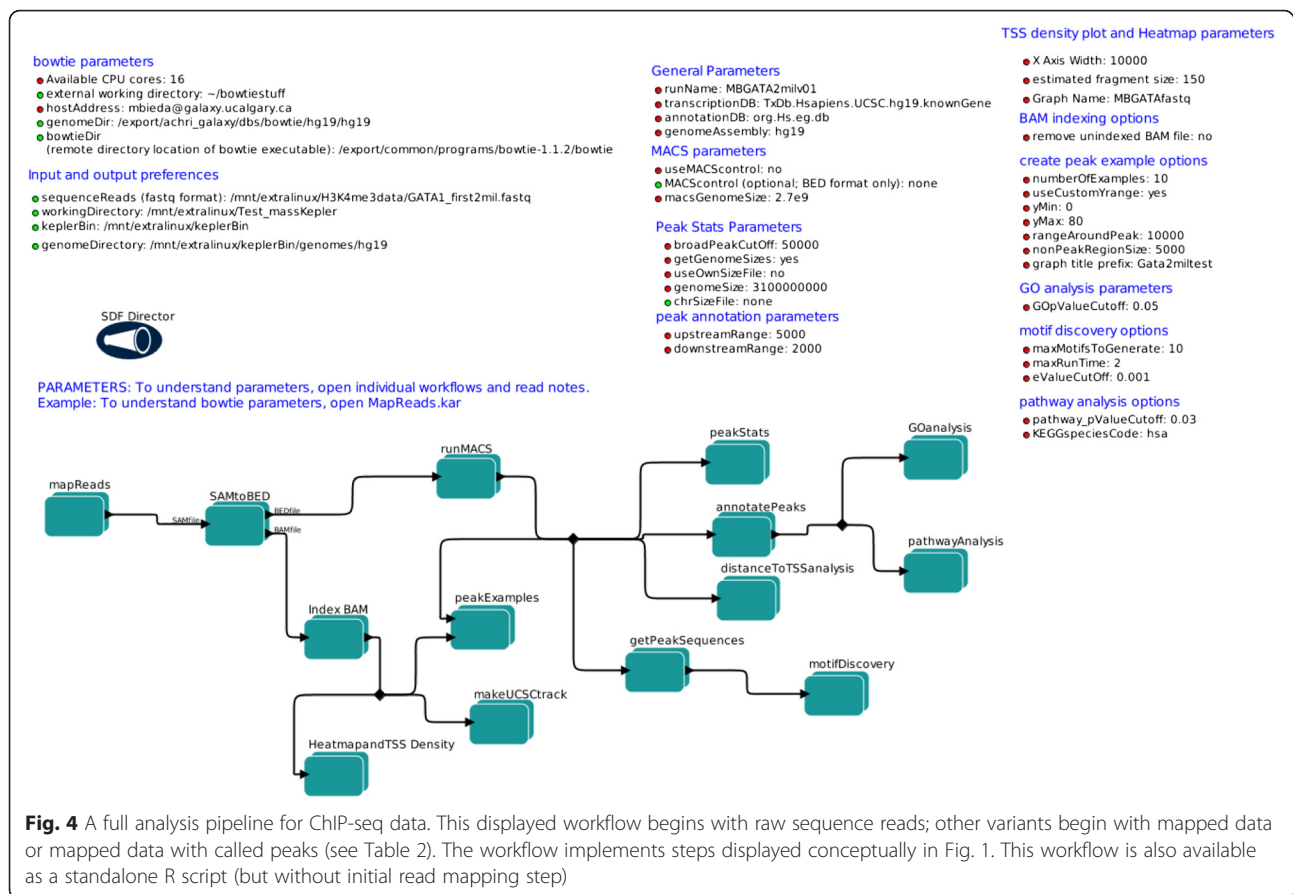 bowtie parameters
Available CPU cores: 16
external working directory: ~/bowtiestuff
hostAddress: mbieda@galaxy.ucalgary.ca
genomeDir: /export/achri_galaxy/dbs/bowtie/hg19/hg19
bowtieDir
(remote directory location of bowtie executable): /export/common/programs/bowtie-1.1.2/bowtie
Input and output preferences
sequenceReads (fastq format): /mnt/extralinux/H3K4me3data/GATA1_first2mil.fastq
workingDirectory: /mnt/extralinux/Test_massKepler
keplerBin: /mnt/extralinux/keplerBin
genomeDirectory: /mnt/extralinux/keplerBin/genomes/hg19
General Parameters
runName: MBGATA2milv01
transcriptionDB: TxDb.Hsapiens.UCSC.hg19.knownGene
annotationDB: org.Hs.eg.db
genomeAssembly: hg19
MACS parameters
useMACScontrol: no
MACScontrol (optional; BED format only): none
macsGenomeSize: 2.7e9
Peak Stats Parameters
broadPeakCutOff: 50000
getGenomeSizes: yes
useOwnSizeFile: no
genomeSize: 3100000000
chrSizeFile: none
peak annotation parameters
upstreamRange: 5000
downstreamRange: 2000
TSS density plot and Heatmap parameters
X Axis Width: 10000
estimated fragment size: 150
Graph Name: MBGATAfastq
BAM indexing options
remove unindexed BAM file: no
create peak example options
numberOfExamples: 10
useCustomYrange: yes
yMin: 0
yMax: 80
rangeAroundPeak: 10000
nonPeakRegionSize: 5000
graph title prefix: Gata2miltest
GO analysis parameters
GOpValueCutoff: 0.05
motif discovery options
maxMotifsToGenerate: 10
maxRunTime: 2
eValueCutOff: 0.001
pathway analysis options
pathway_pValueCutoff: 0.03
KEGGspeciesCode: hsa
SDF Director
PARAMETERS: To understand parameters, open individual workflows and read notes.
Example: To understand bowtie parameters, open MapReads.kar
mapReads
SAMfile
SAMtoBED
BEDfile
BAMfile
runMACS
peakStats
GOanalysis
annotatePeaks
pathwayAnalysis
distanceToTSSanalysis
Index BAM
peakExamples
getPeakSequences
motifDiscovery
makeUCSCtrack
HeatmapandTSS Density
Fig. 4 A full analysis pipeline for ChIP-seq data. This displayed workflow begins with raw sequence reads; other variants begin with mapped data
or mapped data with called peaks (see Table 2). The workflow implements steps displayed conceptually in Fig. 1. This workflow is also available
as a standalone R script (but without initial read mapping step)